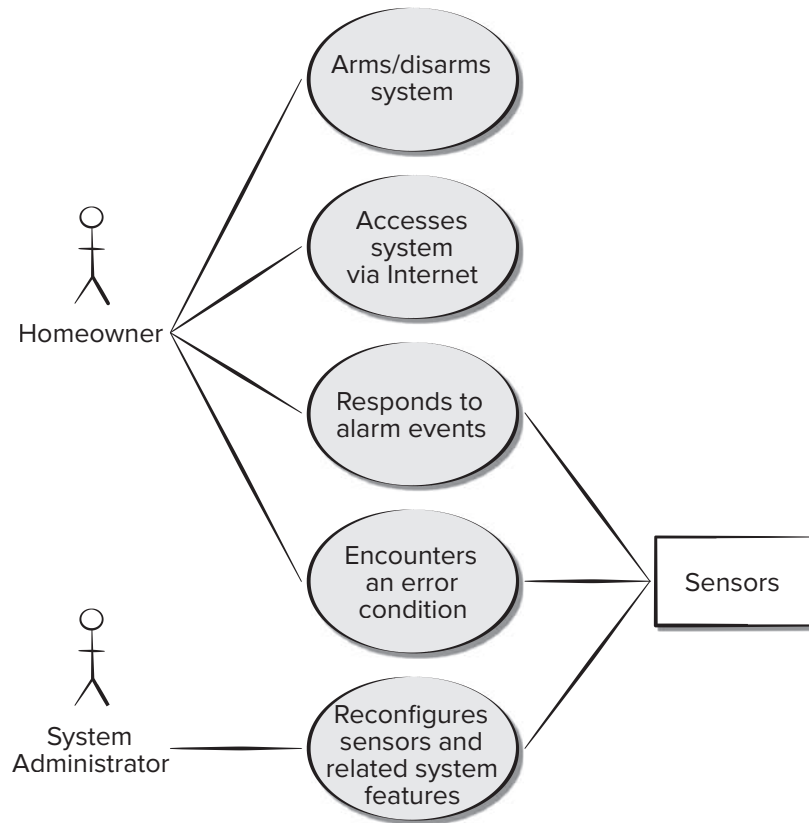 Arms/disarms
system
Accesses
system
via Internet
Homeowner
Responds to
alarm events
Encounters
an error
condition
Sensors
System
Administrator
Reconfigures
sensors and
related system
features